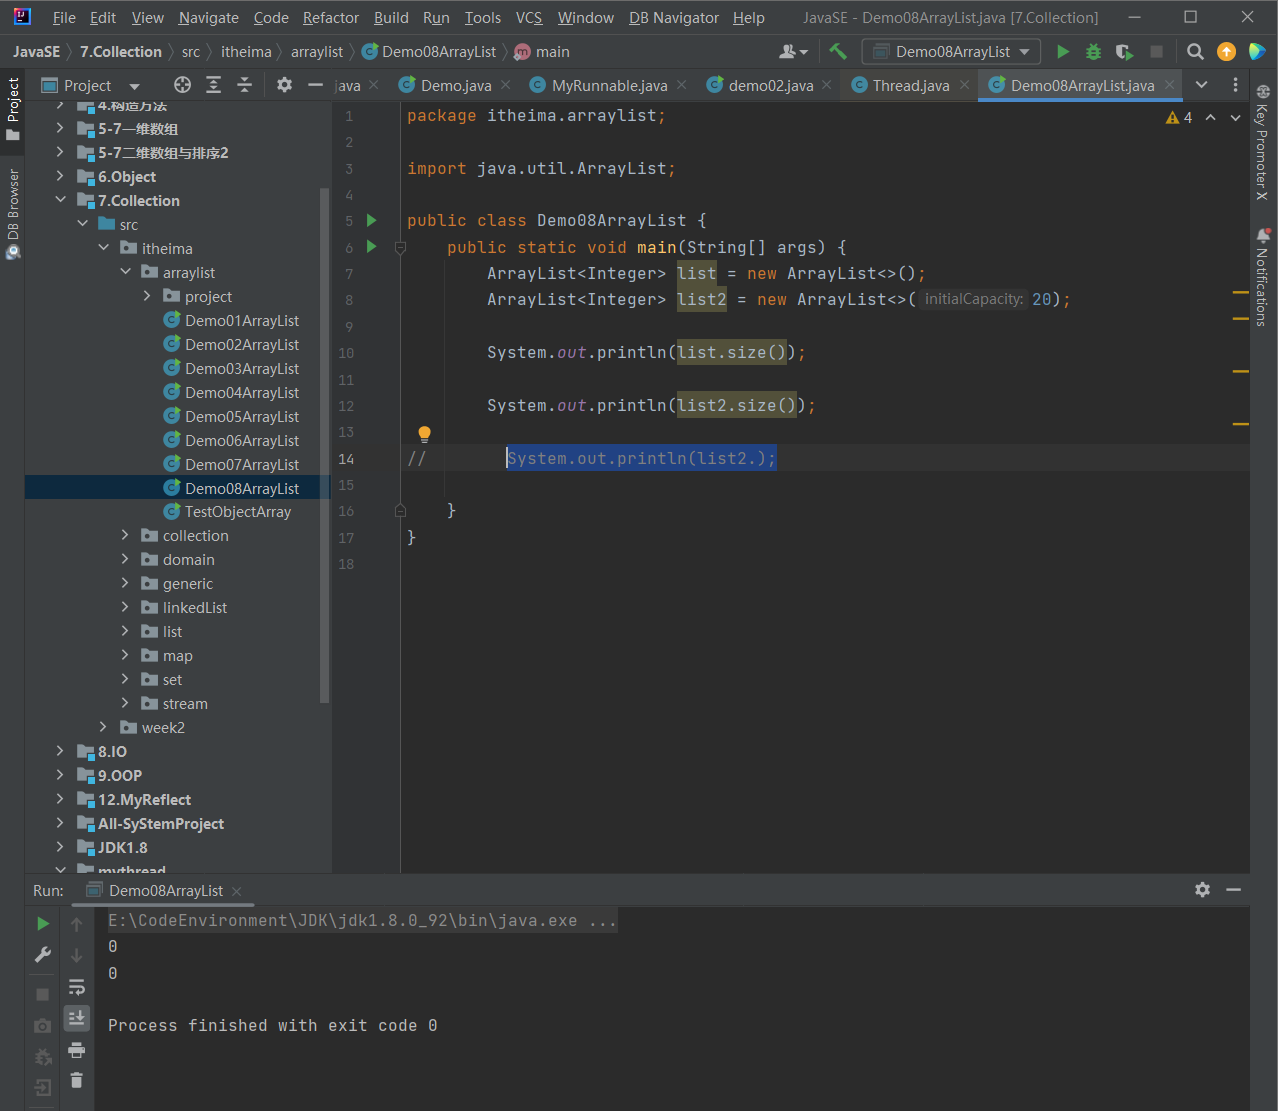 File Edit View Navigate Code Refactor Build Run Tools VCS Window DB Navigator Help JavaSE - Demo08ArrayList.java [7.Collection]
JavaSE 7.Collection src itheima arraylist Demo08ArrayList main Demo08ArrayList
Project java Demo.java MyRunnable.java demo02.java Thread.java Demo08ArrayList.java
Project
DB Browser
4.构造方法
5-7一维数组
5-7二维数组与排序2
6.Object
7.Collection
src
itheima
arraylist
project
Demo01ArrayList
Demo02ArrayList
Demo03ArrayList
Demo04ArrayList
Demo05ArrayList
Demo06ArrayList
Demo07ArrayList
Demo08ArrayList
TestObjectArray
collection
domain
generic
linkedList
list
map
set
stream
week2
8.IO
9.OOP
12.MyReflect
All-SyStemProject
JDK1.8
mythread
1 package itheima.arraylist;
2
3 import java.util.ArrayList;
4
5 public class Demo08ArrayList {
6 public static void main(String[] args) {
7 ArrayList<Integer> list = new ArrayList<>();
8 ArrayList<Integer> list2 = new ArrayList<>( initialCapacity: 20);
9
10 System.out.println(list.size());
11
12 System.out.println(list2.size());
13
14 // System.out.println(list2.);
15
16 }
17 }
18
4
Key Promoter X
Notifications
Run: Demo08ArrayList
E:\CodeEnvironment\JDK\jdk1.8.0_92\bin\java.exe ...
0
0
Process finished with exit code 0